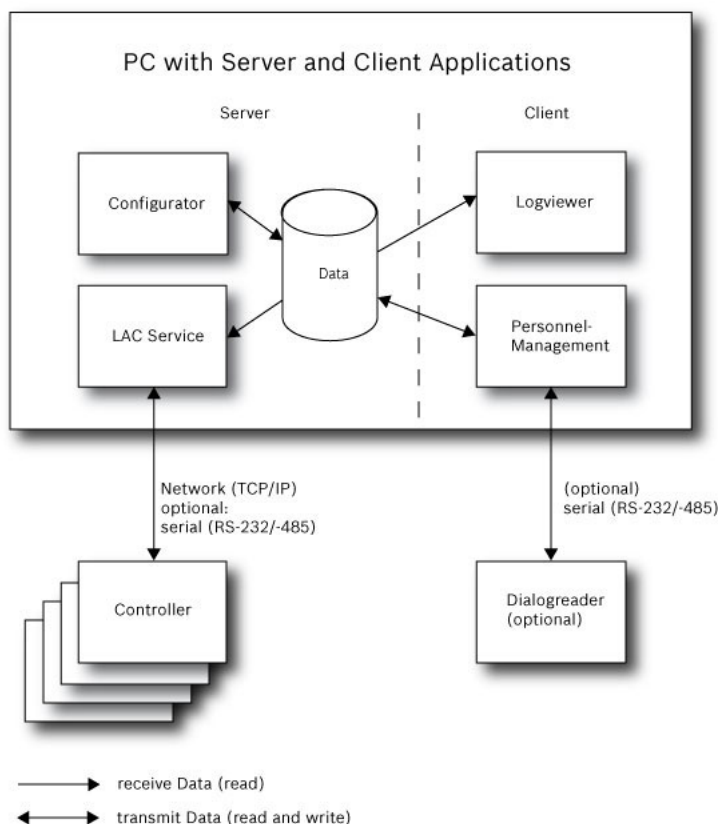 PC with Server and Client Applications
Server
Client
Configurator
Data
Logviewer
LAC Service
Personnel-
Management
Network (TCP/IP)
optional:
serial (RS-232/-485)
(optional)
serial (RS-232/-485)
Controller
Dialogreader
(optional)
receive Data (read)
transmit Data (read and write)